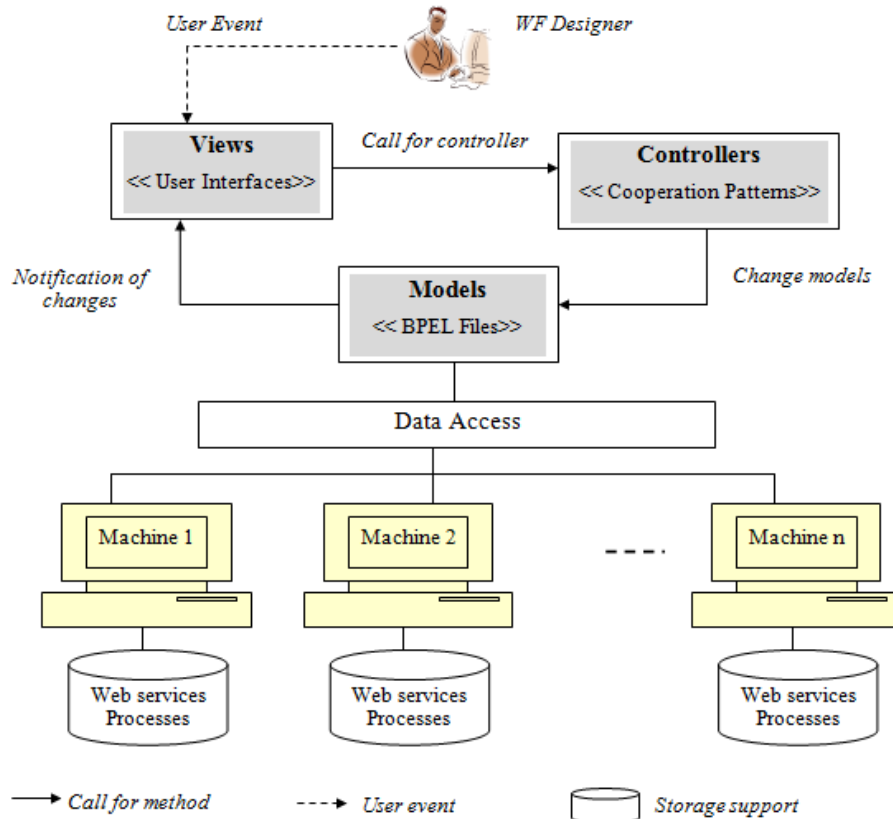 User Event
WF Designer
Views
<< User Interfaces>>
Call for controller
Controllers
<< Cooperation Patterns>>
Notification of
changes
Models
<< BPEL Files>>
Change models
Data Access
Machine 1
Machine 2
Machine n
Web services
Processes
Web services
Processes
Web services
Processes
Call for method
User event
Storage support